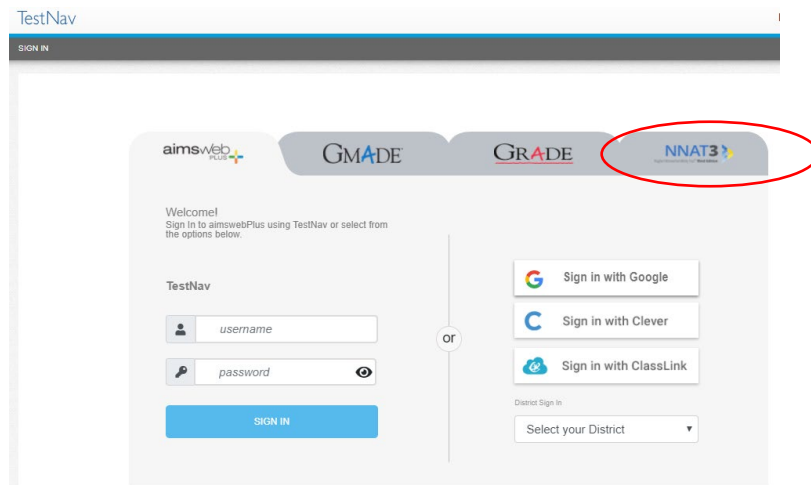 TestNav
SIGN IN
aimsweb PLUS
GMADE
GRADE
NNAT3
Welcome!
Sign In to aimswebPlus using TestNav or select from
the options below.
TestNav
username
password
SIGN IN
or
Sign in with Google
Sign in with Clever
Sign in with ClassLink
District Sign In
Select your District